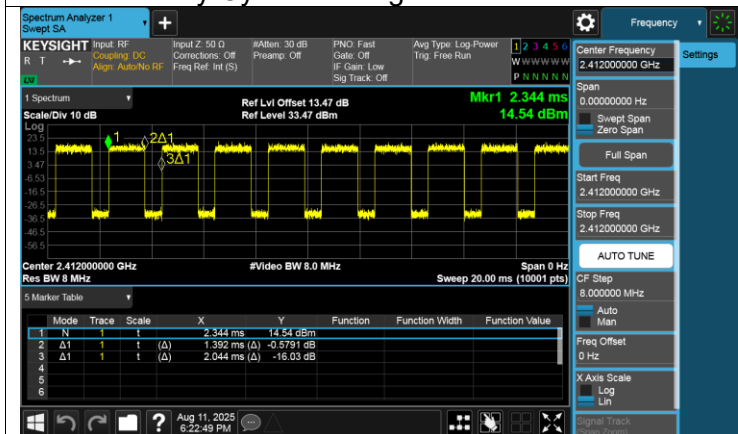 Spectrum Analyzer 1
Swept SA
Frequency
KEYSIGHT
R T
Input: RF
Coupling: DC
Align: Auto/No RF
Input Z: 50 Ω
Corrections: Off
Freq Ref: Int (S)
#Atten: 30 dB
Preamp: Off
PNO: Fast
Gate: Off
IF Gain: Low
Sig Track: Off
Avg Type: Log-Power
Trig: Free Run
1 2 3 4 5 6
W W W W W W
P N N N N N
1 Spectrum
Scale/Div 10 dB
Ref Lvl Offset 13.47 dB
Ref Level 33.47 dBm
Mkr1 2.344 ms
14.54 dBm
Log
23.5
13.5
3.47
-6.53
-16.5
-26.5
-36.5
-46.5
-56.5
1
2Δ1
3Δ1
Center 2.412000000 GHz
#Video BW 8.0 MHz
Span 0 Hz
Res BW 8 MHz
Sweep 20.00 ms (10001 pts)
5 Marker Table
Mode Trace Scale X Y Function Function Width Function Value
1 N 1 t 2.344 ms 14.54 dBm
2 Δ1 1 t (Δ) 1.392 ms (Δ) -0.5791 dB
3 Δ1 1 t (Δ) 2.044 ms (Δ) -16.03 dB
4
5
6
Aug 11, 2025
6:22:49 PM
?
Center Frequency
2.412000000 GHz
Settings
Span
0.00000000 Hz
Swept Span
Zero Span
Full Span
Start Freq
2.412000000 GHz
Stop Freq
2.412000000 GHz
AUTO TUNE
CF Step
8.000000 MHz
Auto
Man
Freq Offset
0 Hz
X Axis Scale
Log
Lin
Signal Track
(Span Zoom)